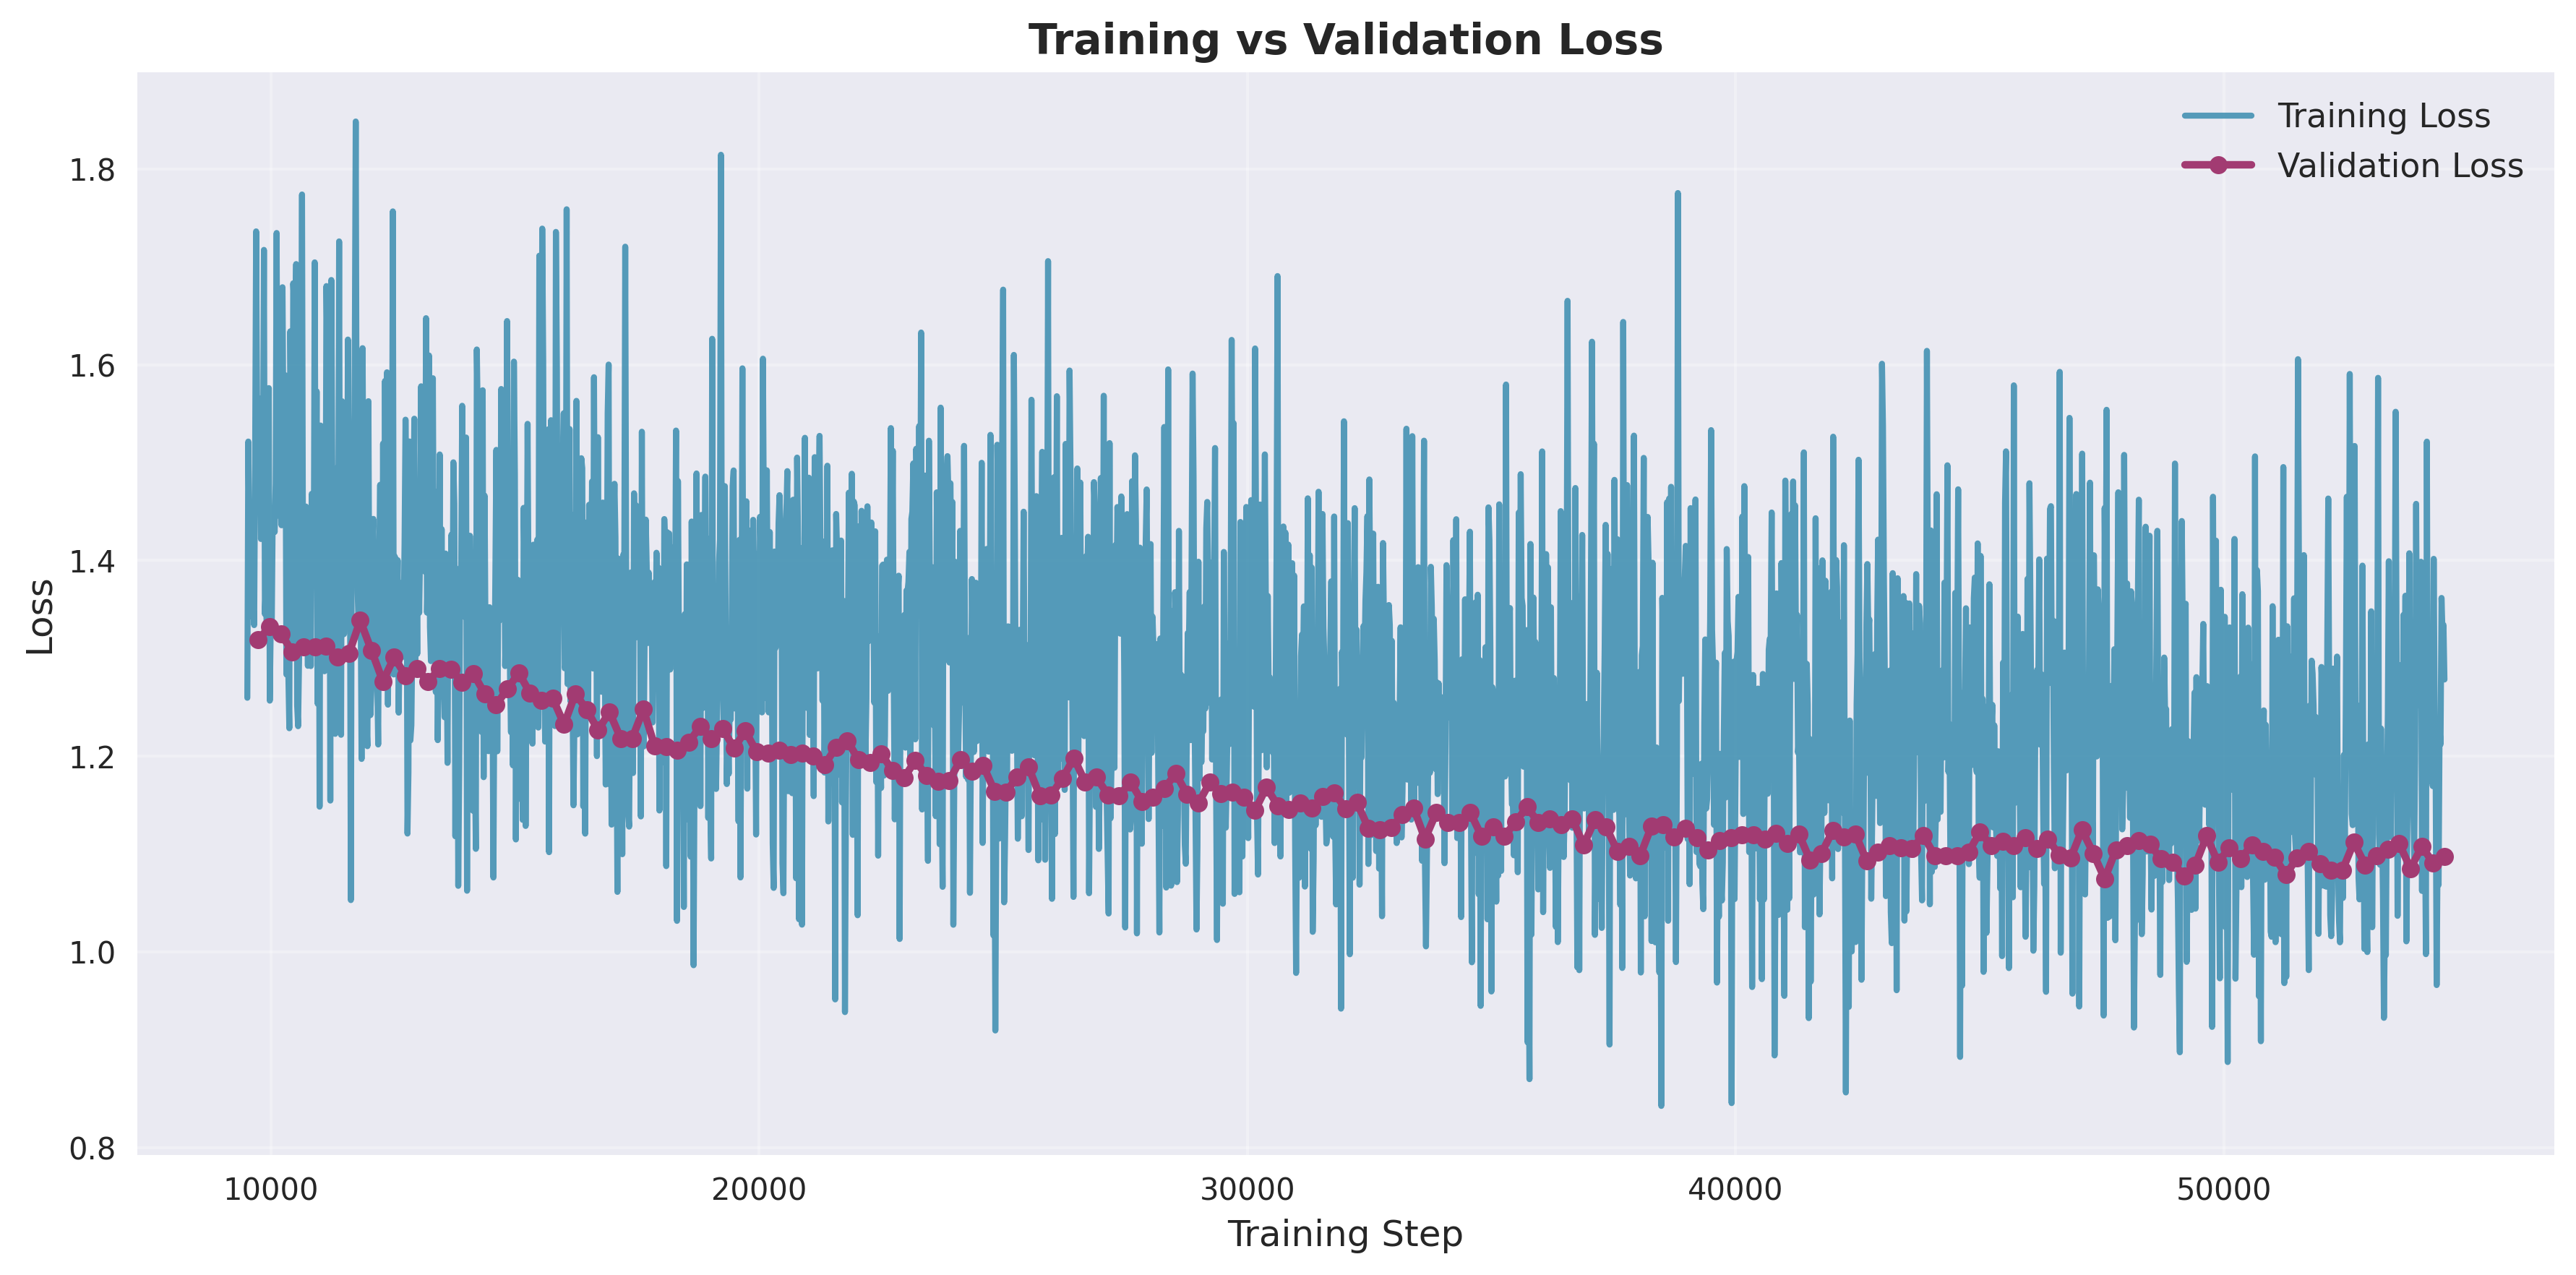 Training vs Validation Loss
Training Loss
Validation Loss
1.8
1.6
1.4
1.2
1.0
0.8
Loss
10000
20000
30000
40000
50000
Training Step